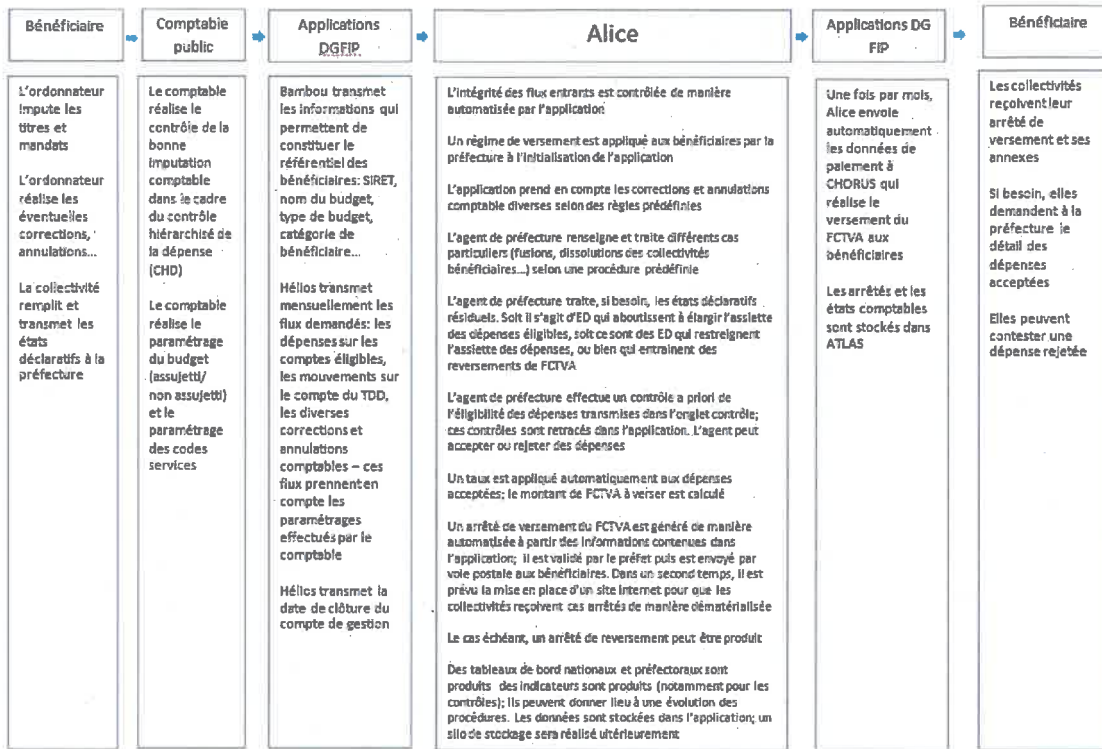 Bénéficiaire
L'ordonnateur
impute les
titres et
mandats
L'ordonnateur
réalise les
éventuelles
corrections,
annulations...
La collectivité
remplit et
transmet les
états
déclaratifs à la
préfecture
Comptable
public
Le comptable
réalise le
contrôle de la
bonne
imputation
comptable
dans le cadre
du contrôle
hiérarchisé de
la dépense
(CHD)
Le comptable
réalise le
paramétrage
du budget
(assujetti/
non assujetti)
et le
paramétrage
des codes
services
Applications
DGFIP
Bambou transmet
les informations qui
permettent de
constituer le
référentiel des
bénéficiaires: SIRET,
nom du budget,
type de budget,
catégorie de
bénéficiaire...
Hélios transmet
mensuellement les
flux demandés: les
dépenses sur les
comptes éligibles,
les mouvements sur
le compte du TDD,
les diverses
corrections et
annulations
comptables – ces
flux prennent en
compte les
paramétrages
effectués par le
comptable
Hélios transmet la
date de clôture du
compte de gestion
Alice
L'intégrité des flux entrants est contrôlée de manière
automatisée par l'application
Un régime de versement est appliqué aux bénéficiaires par la
préfecture à l'initialisation de l'application
L'application prend en compte les corrections et annulations
comptable diverses selon des règles prédéfinies
L'agent de préfecture renseigne et traite différents cas
particuliers (fusions, dissolutions des collectivités
bénéficiaires...) selon une procédure prédéfinie
L'agent de préfecture traite, si besoin, les états déclaratifs
résiduels. Soit il s'agit d'ED qui aboutissent à élargir l'assiette
des dépenses éligibles, soit ce sont des ED qui restreignent
l'assiette des dépenses, ou bien qui entrainent des
reversements de FCTVA
L'agent de préfecture effectue un contrôle a priori de
l'éligibilité des dépenses transmises dans l'onglet contrôle;
ces contrôles sont retracés dans l'application. L'agent peut
accepter ou rejeter des dépenses
Un taux est appliqué automatiquement aux dépenses
acceptées; le montant de FCTVA à verser est calculé
Un arrêté de versement du FCTVA est généré de manière
automatisée à partir des informations contenues dans
l'application; il est validé par le préfet puis est envoyé par
voie postale aux bénéficiaires. Dans un second temps, il est
prévu la mise en place d'un site internet pour que les
collectivités reçoivent ces arrêtés de manière dématérialisée
Le cas échéant, un arrêté de reversement peut être produit
Des tableaux de bord nationaux et préfectoraux sont
produits des indicateurs sont produits (notamment pour les
contrôles); ils peuvent donner lieu à une évolution des
procédures. Les données sont stockées dans l'application; un
silo de stockage sera réalisé ultérieurement
Applications DG
FIP
Une fois par mois,
Alice envoie
automatiquement
les données de
paiement à
CHORUS qui
réalise le
versement du
FCTVA aux
bénéficiaires
Les arrêtés et les
états comptables
sont stockés dans
ATLAS
Bénéficiaire
Les collectivités
reçoivent leur
arrêté de
versement et ses
annexes
Si besoin, elles
demandent à la
préfecture le
détail des
dépenses
acceptées
Elles peuvent
contester une
dépense rejetée